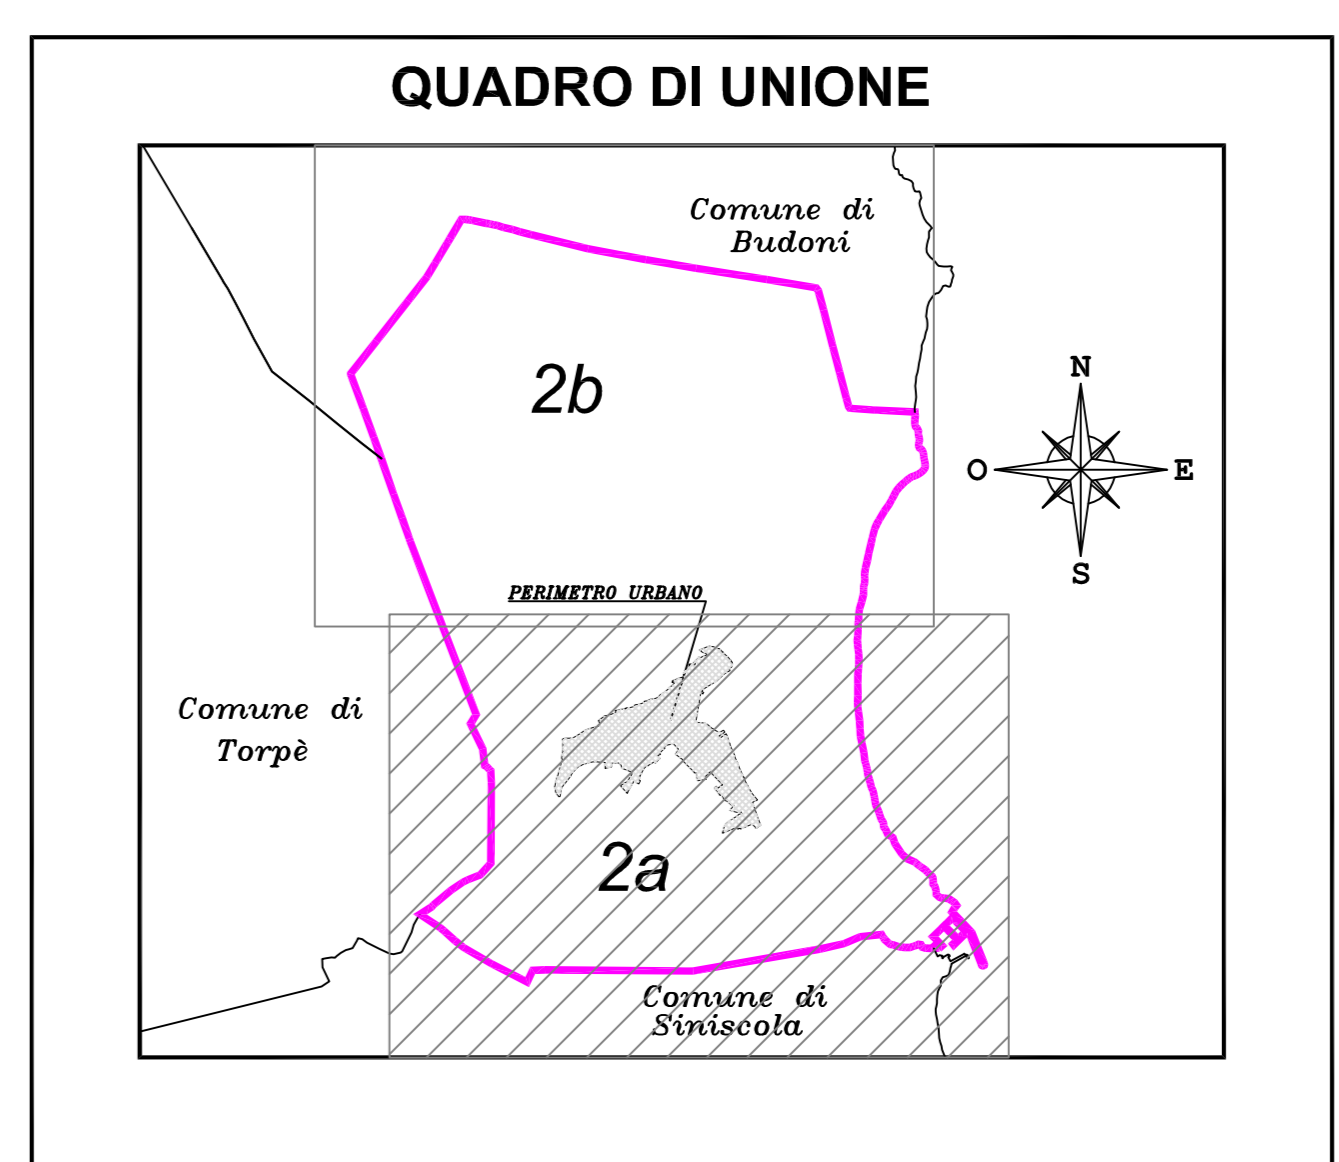 QUADRO DI UNIONE
Comune di
Budoni
2b
N
O
E
S
PERIMETRO URBANO
Comune di
Torpè
2a
Comune di
Siniscola